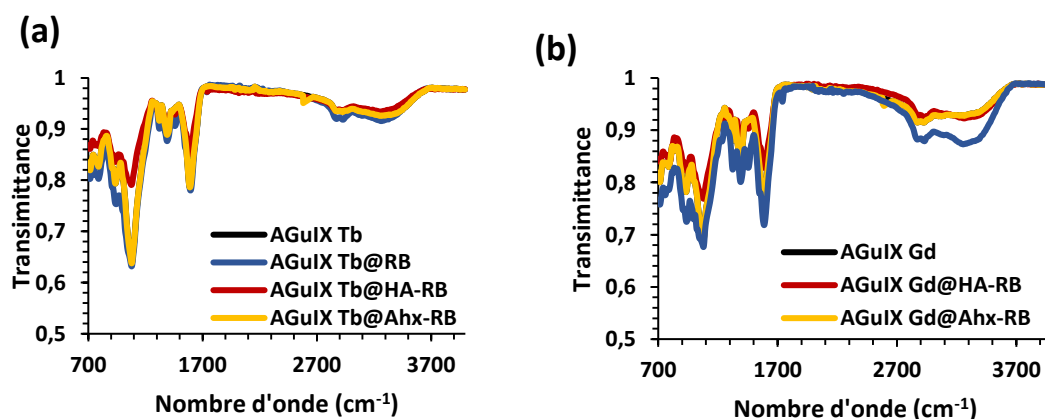 (a)
1
0,9
0,8
0,7
0,6
0,5
Transimittance
AGuIX Tb
AGuIX Tb@RB
AGuIX Tb@HA-RB
AGuIX Tb@Ahx-RB
700
1700
2700
3700
Nombre d'onde (cm⁻¹)
(b)
1
0,9
0,8
0,7
0,6
0,5
Transimittance
AGuIX Gd
AGuIX Gd@HA-RB
AGuIX Gd@Ahx-RB
700
1700
2700
3700
Nombre d'onde (cm⁻¹)